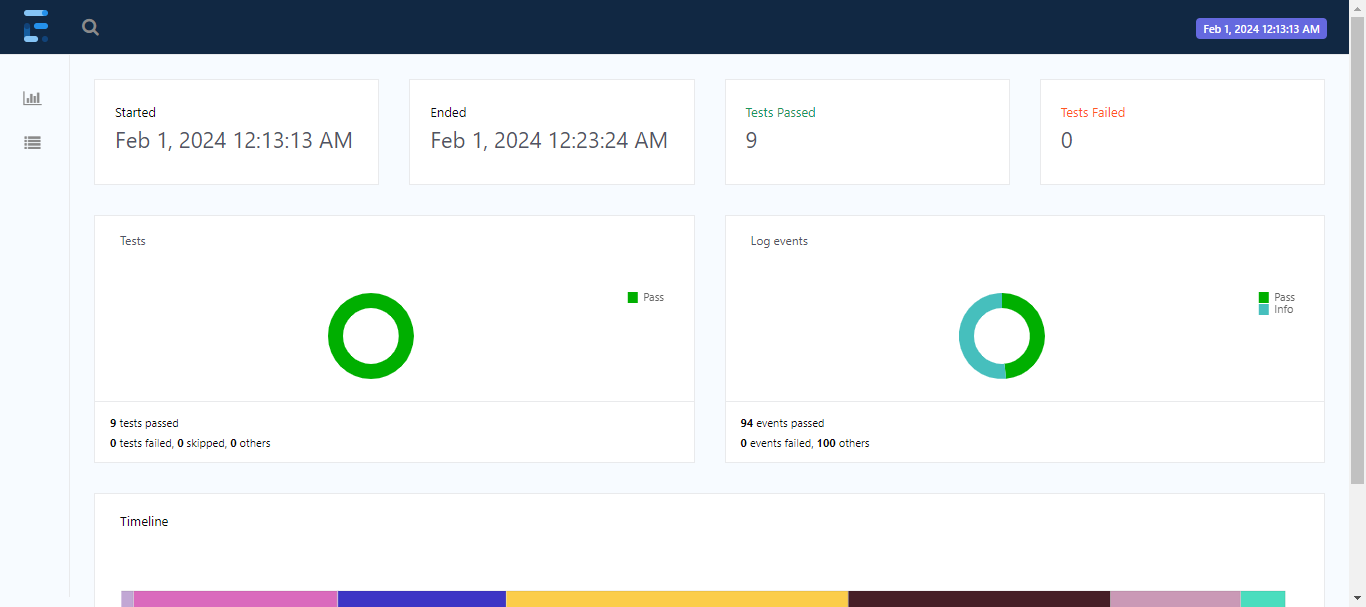 Feb 1, 2024 12:13:13 AM
Started
Feb 1, 2024 12:13:13 AM
Ended
Feb 1, 2024 12:23:24 AM
Tests Passed
9
Tests Failed
0
Tests
Pass
9 tests passed
0 tests failed, 0 skipped, 0 others
Log events
Pass
Info
94 events passed
0 events failed, 100 others
Timeline